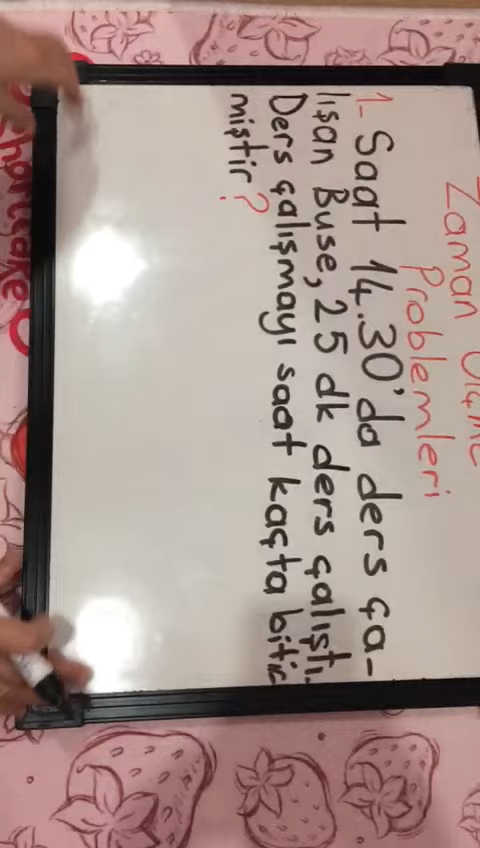 Zaman Ölçme
Problemleri
1- Saat 14.30'da ders ça-
lışan Buse, 25 dk ders çalıştı.
Ders çalışmayı saat kaçta bitir
miştir?